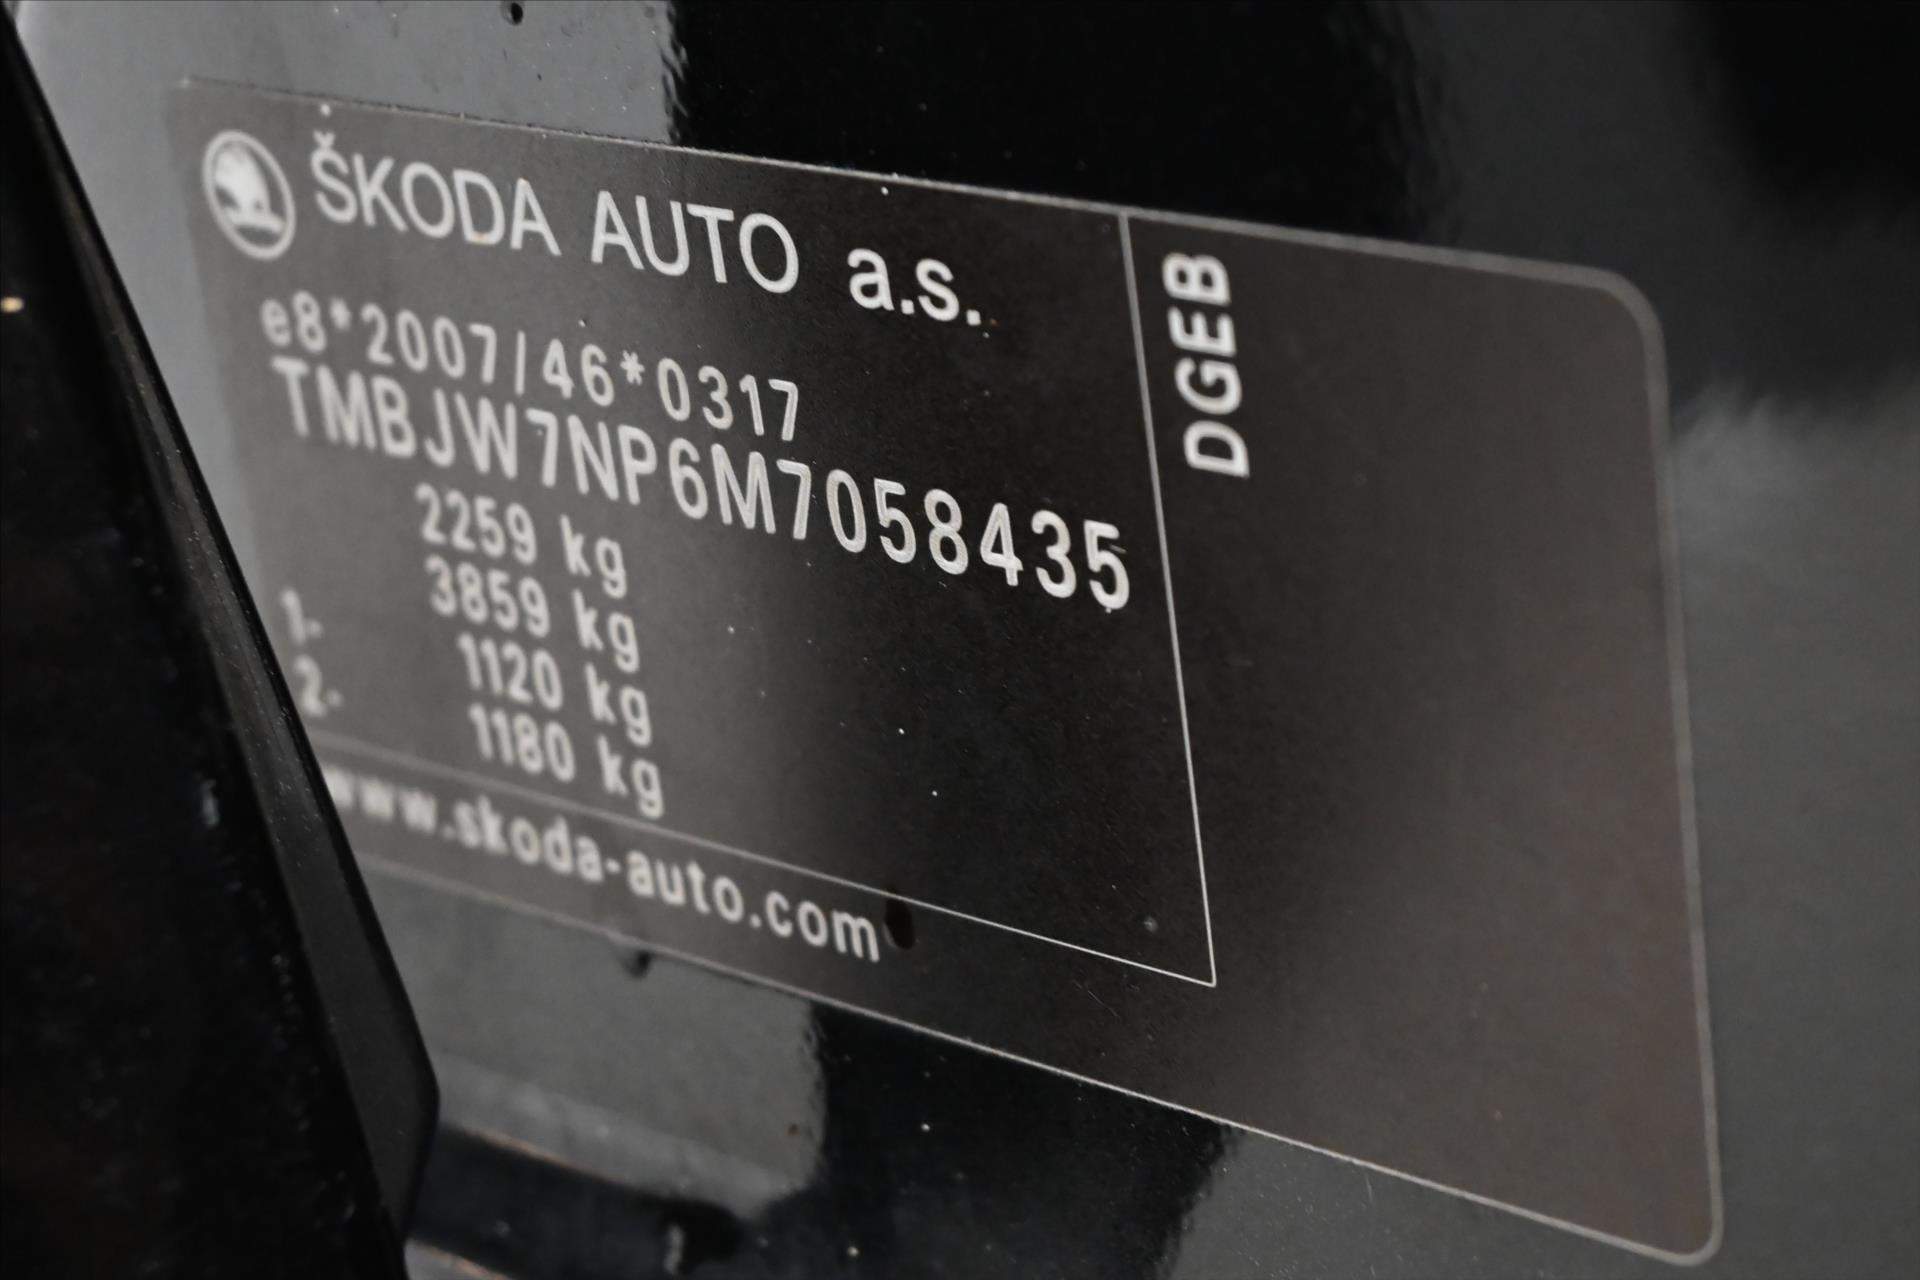 ŠKODA AUTO a.s.
e8*2007/46*0317
TMBJW7NP6M7058435
2259 kg
3859 kg
1- 1120 kg
2- 1180 kg
www.skoda-auto.com
DGEB